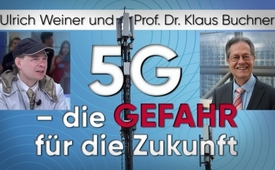 Ulrich Weiner und Prof. Dr. Klaus Buchner
5G
– die GEFAHR
für die Zukunft